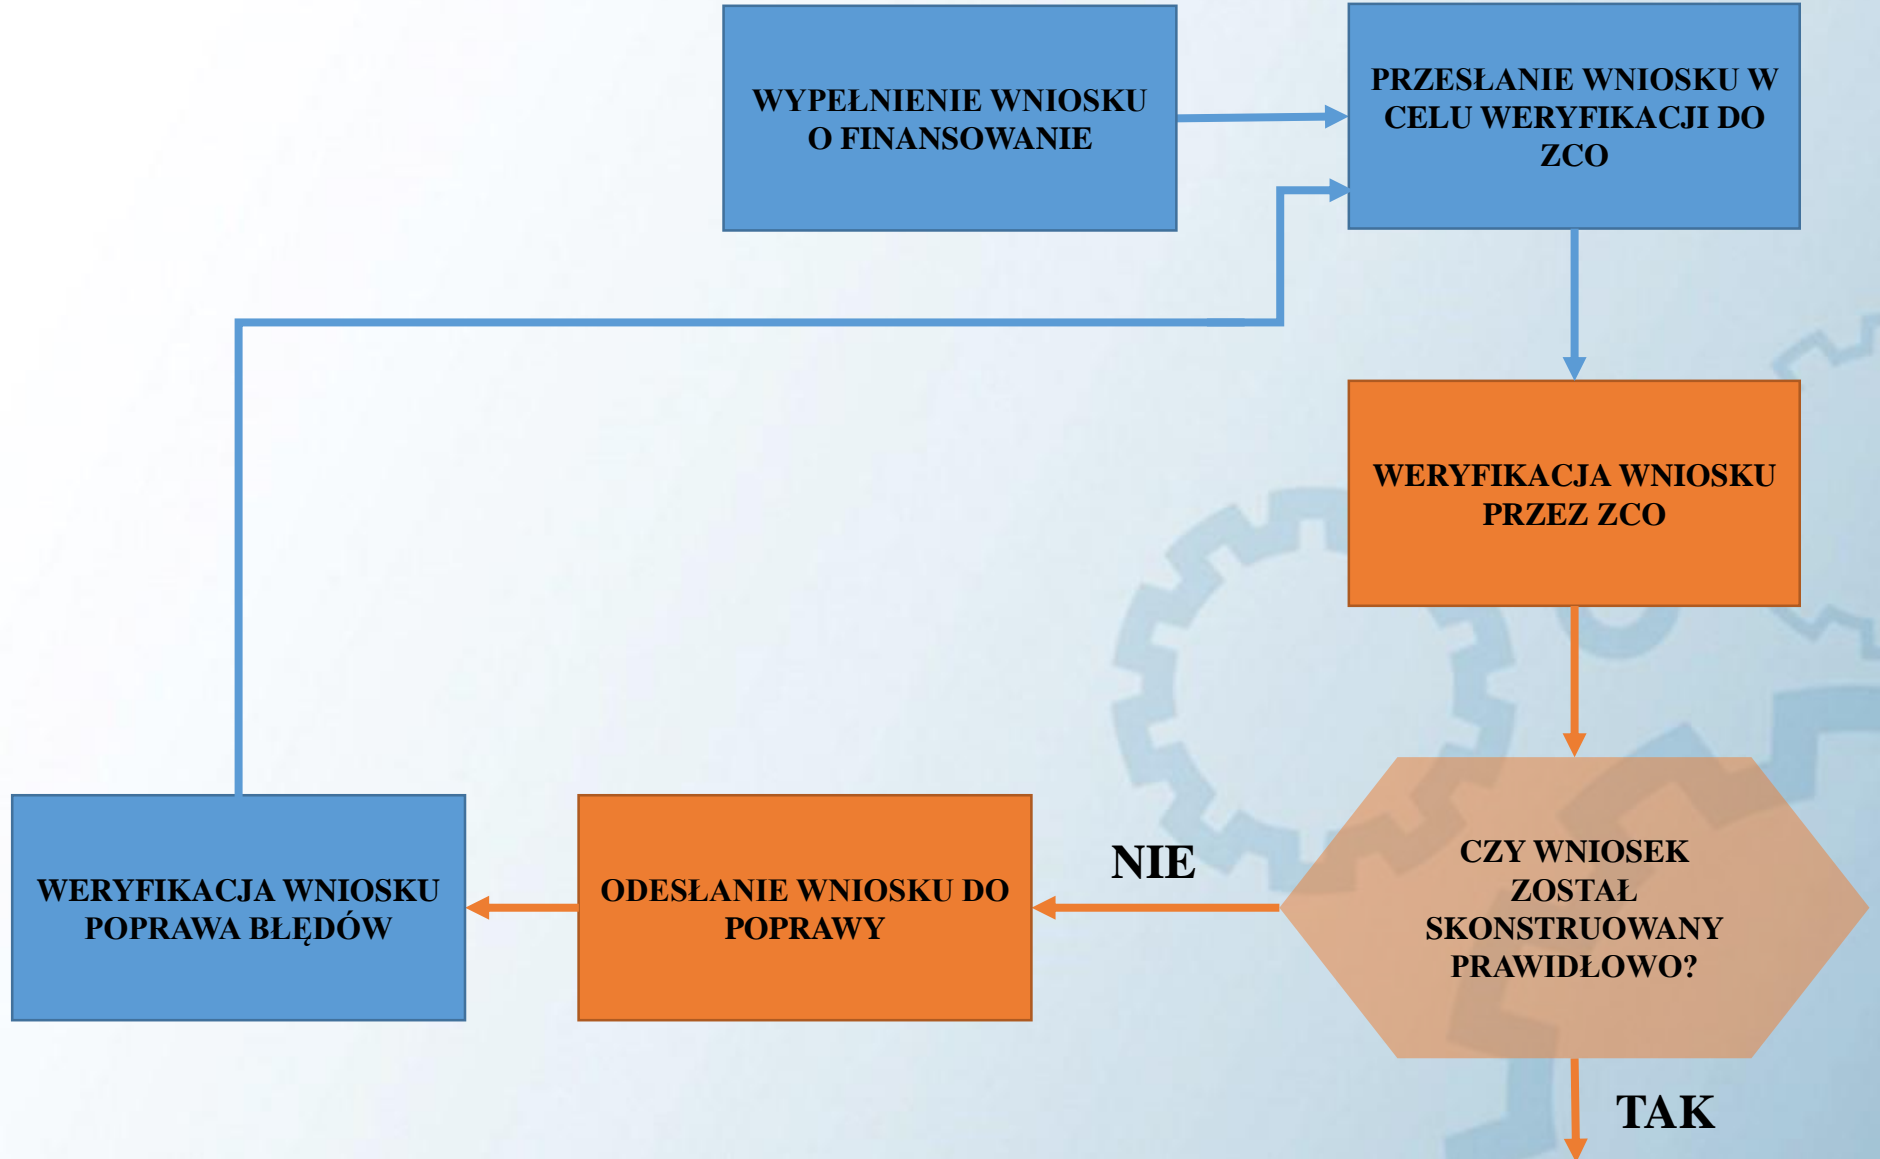 WYPEŁNIENIE WNIOSKU
O FINANSOWANIE
PRZESŁANIE WNIOSKU W
CELU WERYFIKACJI DO
ZCO
WERYFIKACJA WNIOSKU
PRZEZ ZCO
CZY WNIOSEK
ZOSTAŁ
SKONSTRUOWANY
PRAWIDŁOWO?
NIE
ODESŁANIE WNIOSKU DO
POPRAWY
WERYFIKACJA WNIOSKU
POPRAWA BŁĘDÓW
TAK